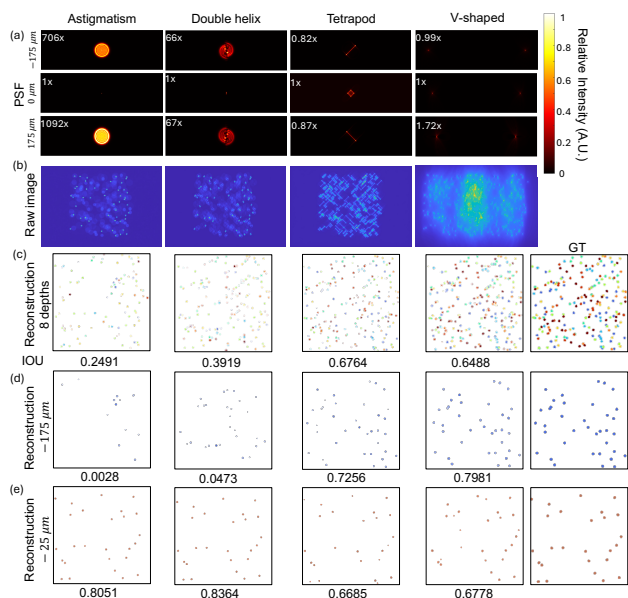 Astigmatism Double helix Tetrapod V-shaped
(a)
−175 μm
706x 66x 0.82x 0.99x
PSF
0 μm
1x 1x 1x 1x
175 μm
1092x 67x 0.87x 1.72x
1
0.8
0.6
0.4
0.2
0
Relative Intensity (A.U.)
(b)
Raw image
GT
(c)
Reconstruction
8 depths
IOU
0.2491 0.3919 0.6764 0.6488
(d)
Reconstruction
−175 μm
0.0028 0.0473 0.7256 0.7981
(e)
Reconstruction
− 25 μm
0.8051 0.8364 0.6685 0.6778